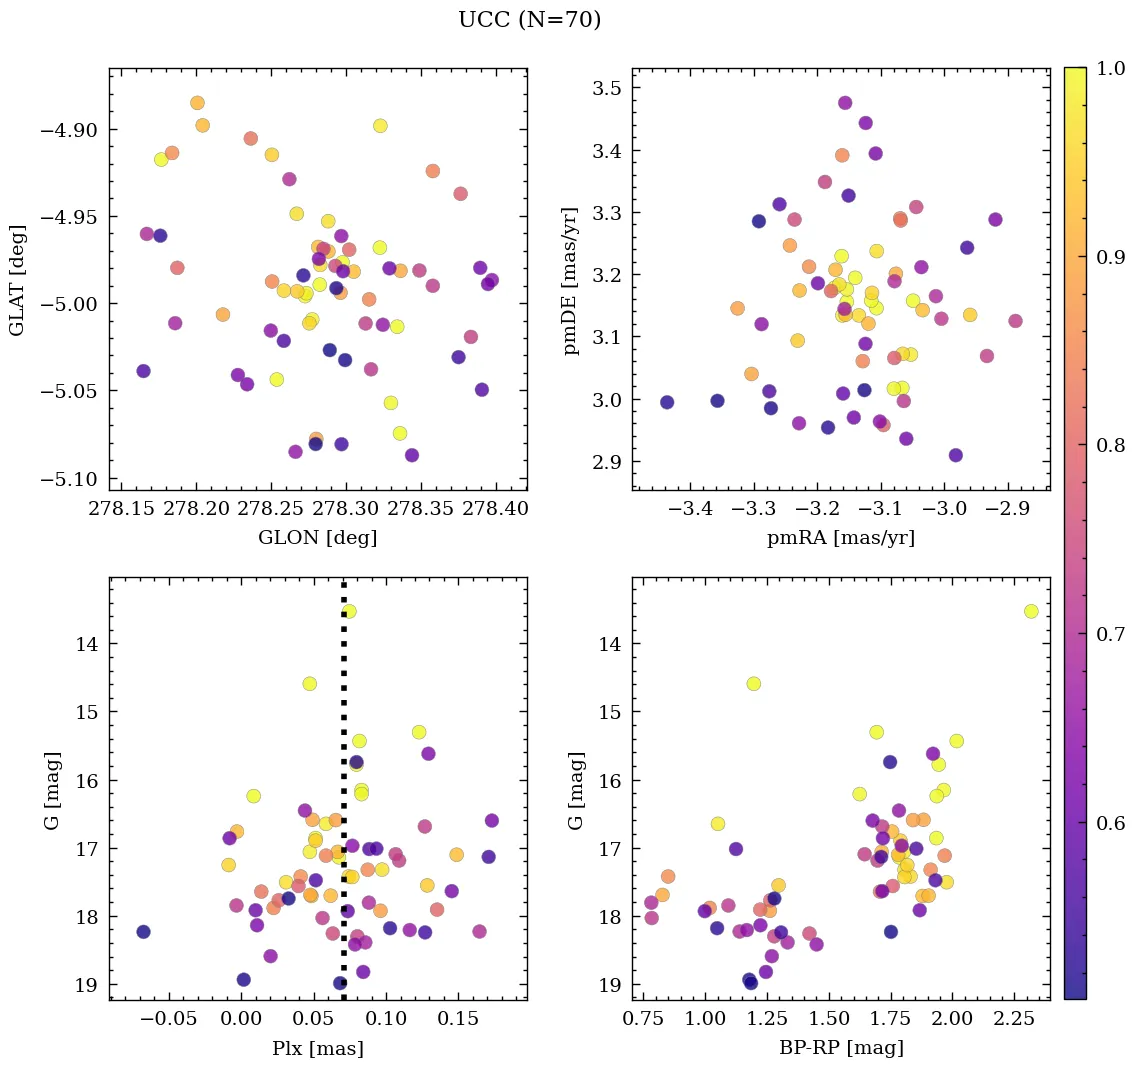 UCC (N=70)
−4.90
−4.95
−5.00
−5.05
−5.10
GLAT [deg]
278.15 278.20 278.25 278.30 278.35 278.40
GLON [deg]
3.5
3.4
3.3
3.2
3.1
3.0
2.9
pmDE [mas/yr]
−3.4 −3.3 −3.2 −3.1 −3.0 −2.9
pmRA [mas/yr]
1.0
0.9
0.8
0.7
0.6
14
15
16
17
18
19
G [mag]
−0.05 0.00 0.05 0.10 0.15
Plx [mas]
14
15
16
17
18
19
G [mag]
0.75 1.00 1.25 1.50 1.75 2.00 2.25
BP-RP [mag]